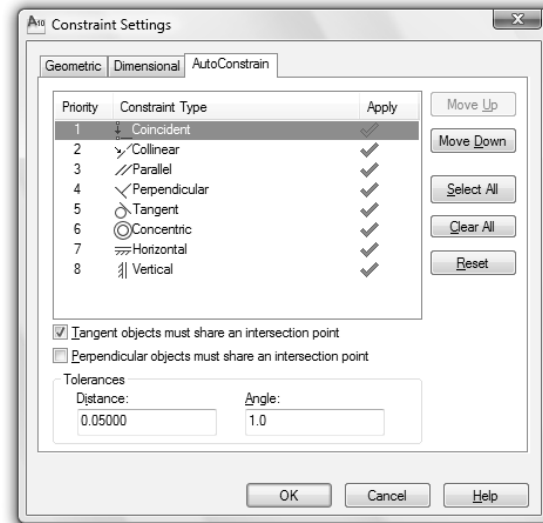 A10 Constraint Settings
Geometric Dimensional AutoConstrain
Priority Constraint Type Apply
1 Coincident
2 Collinear
3 Parallel
4 Perpendicular
5 Tangent
6 Concentric
7 Horizontal
8 Vertical
Move Up
Move Down
Select All
Clear All
Reset
Tangent objects must share an intersection point
Perpendicular objects must share an intersection point
Tolerances
Distance: Angle:
0.05000 1.0
OK Cancel Help